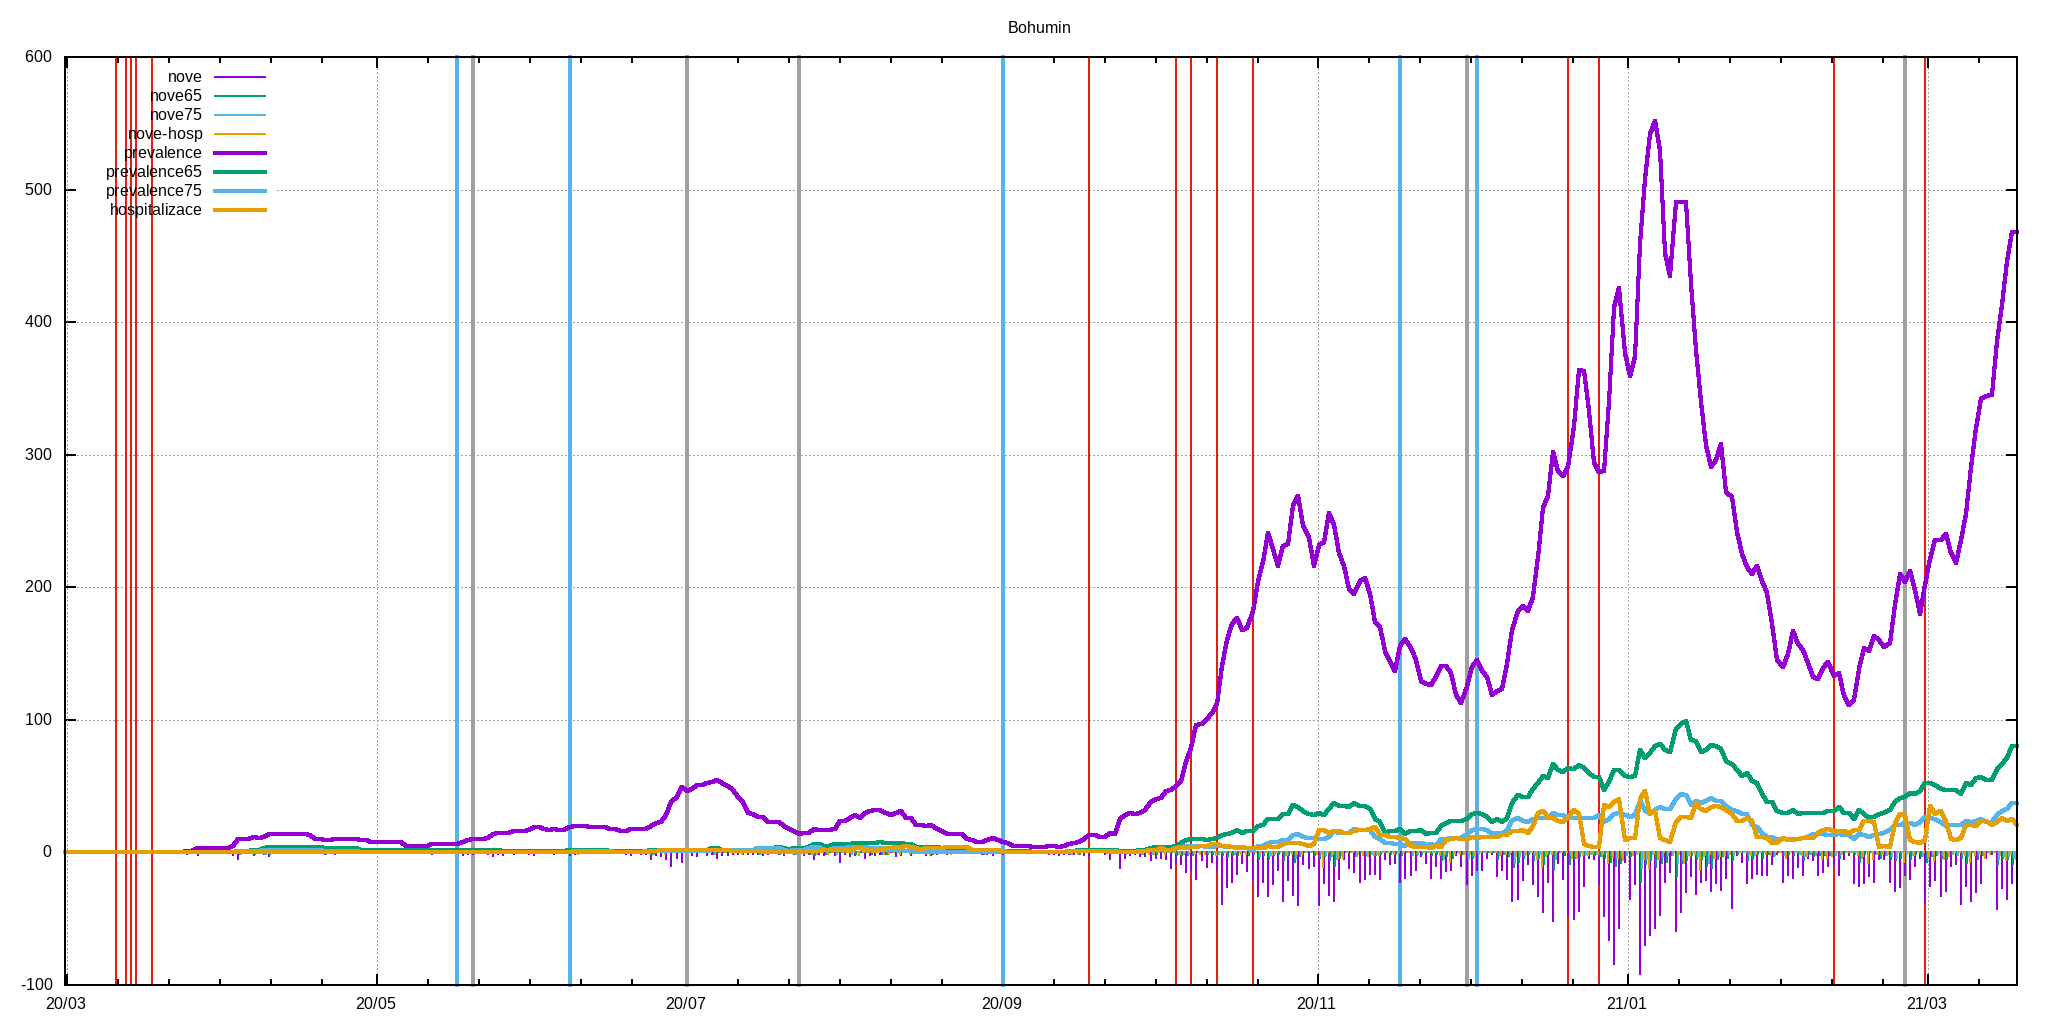 Bohumin
600
500
400
300
200
100
0
-100
nove
nove65
nove75
nove-hosp
prevalence
prevalence65
prevalence75
hospitalizace
20/03 20/05 20/07 20/09 20/11 21/01 21/03